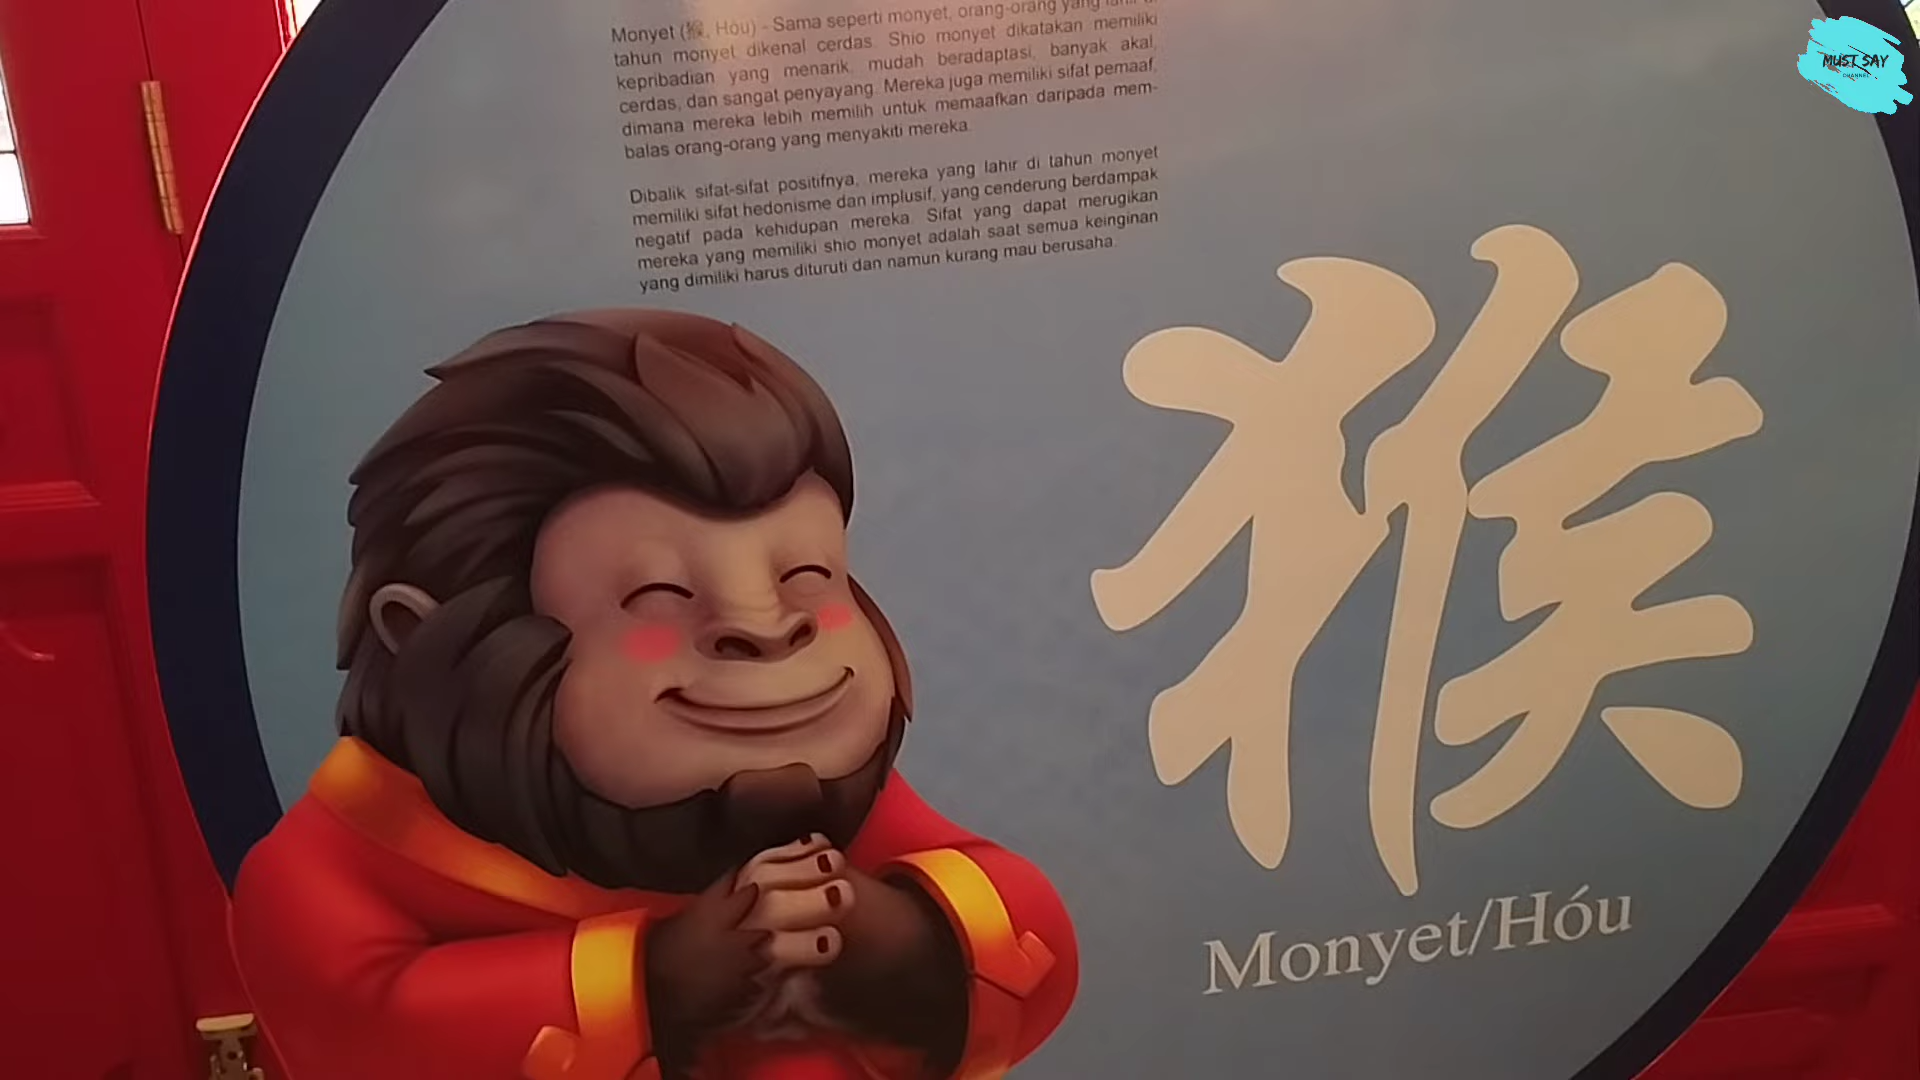 Monyet (猴, Hóu) - Sama seperti monyet, orang-orang yang lahir di
tahun monyet dikenal cerdas. Shio monyet dikatakan memiliki
kepribadian yang menarik, mudah beradaptasi, banyak akal,
cerdas, dan sangat penyayang. Mereka juga memiliki sifat pemaaf,
dimana mereka lebih memilih untuk memaafkan daripada mem-
balas orang-orang yang menyakiti mereka.
Dibalik sifat-sifat positifnya, mereka yang lahir di tahun monyet
memiliki sifat hedonisme dan implusif, yang cenderung berdampak
negatif pada kehidupan mereka. Sifat yang dapat merugikan
mereka yang memiliki shio monyet adalah saat semua keinginan
yang dimiliki harus dituruti dan namun kurang mau berusaha.
猴
Monyet/Hóu
MUST SAY
CHANNEL